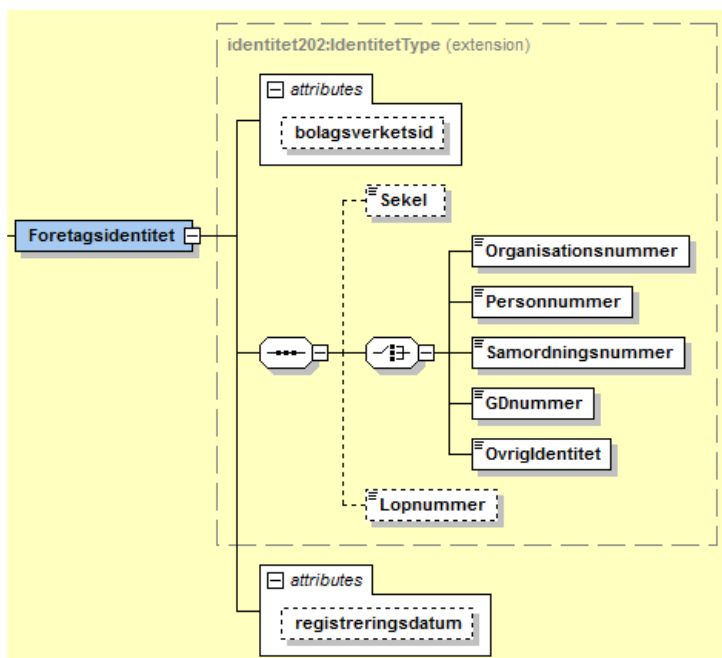 identitet202:IdentitetType (extension)
attributes
bolagsverketsid
Sekel
Foretagsidentitet
Organisationsnummer
Personnummer
Samordningsnummer
GDnummer
OvrigIdentitet
Lopnummer
attributes
registreringsdatum